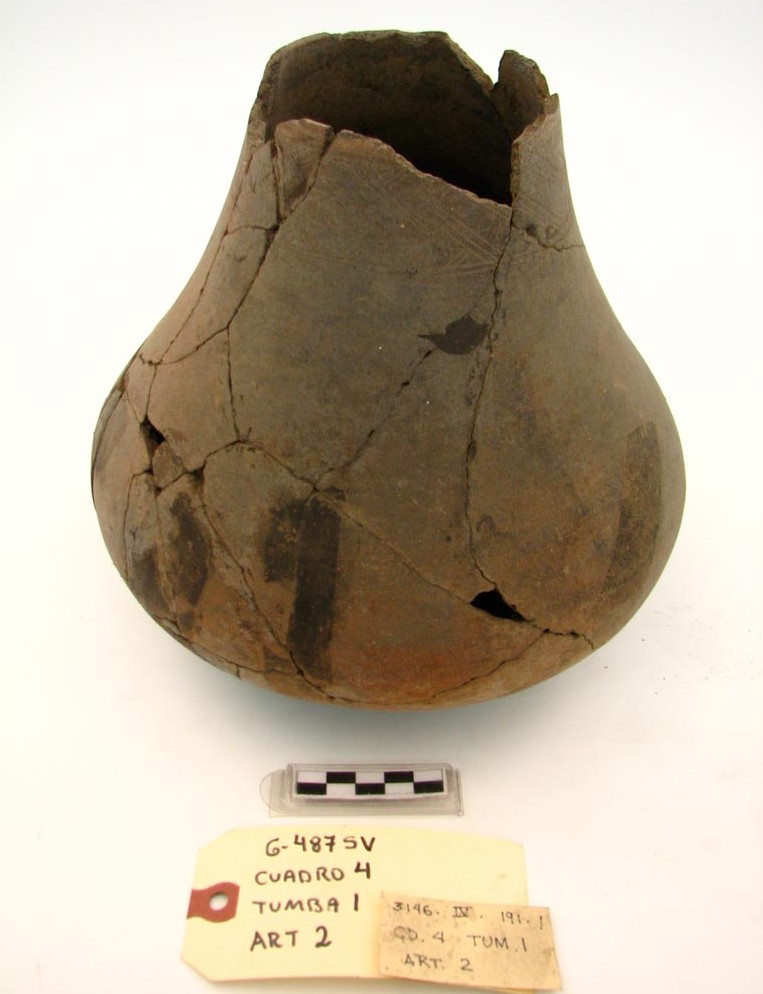 G-487SV
CUADRO 4
TUMBA 1
ART 2
3146. IV. 191. 1
CD. 4 TUM. 1
ART. 2